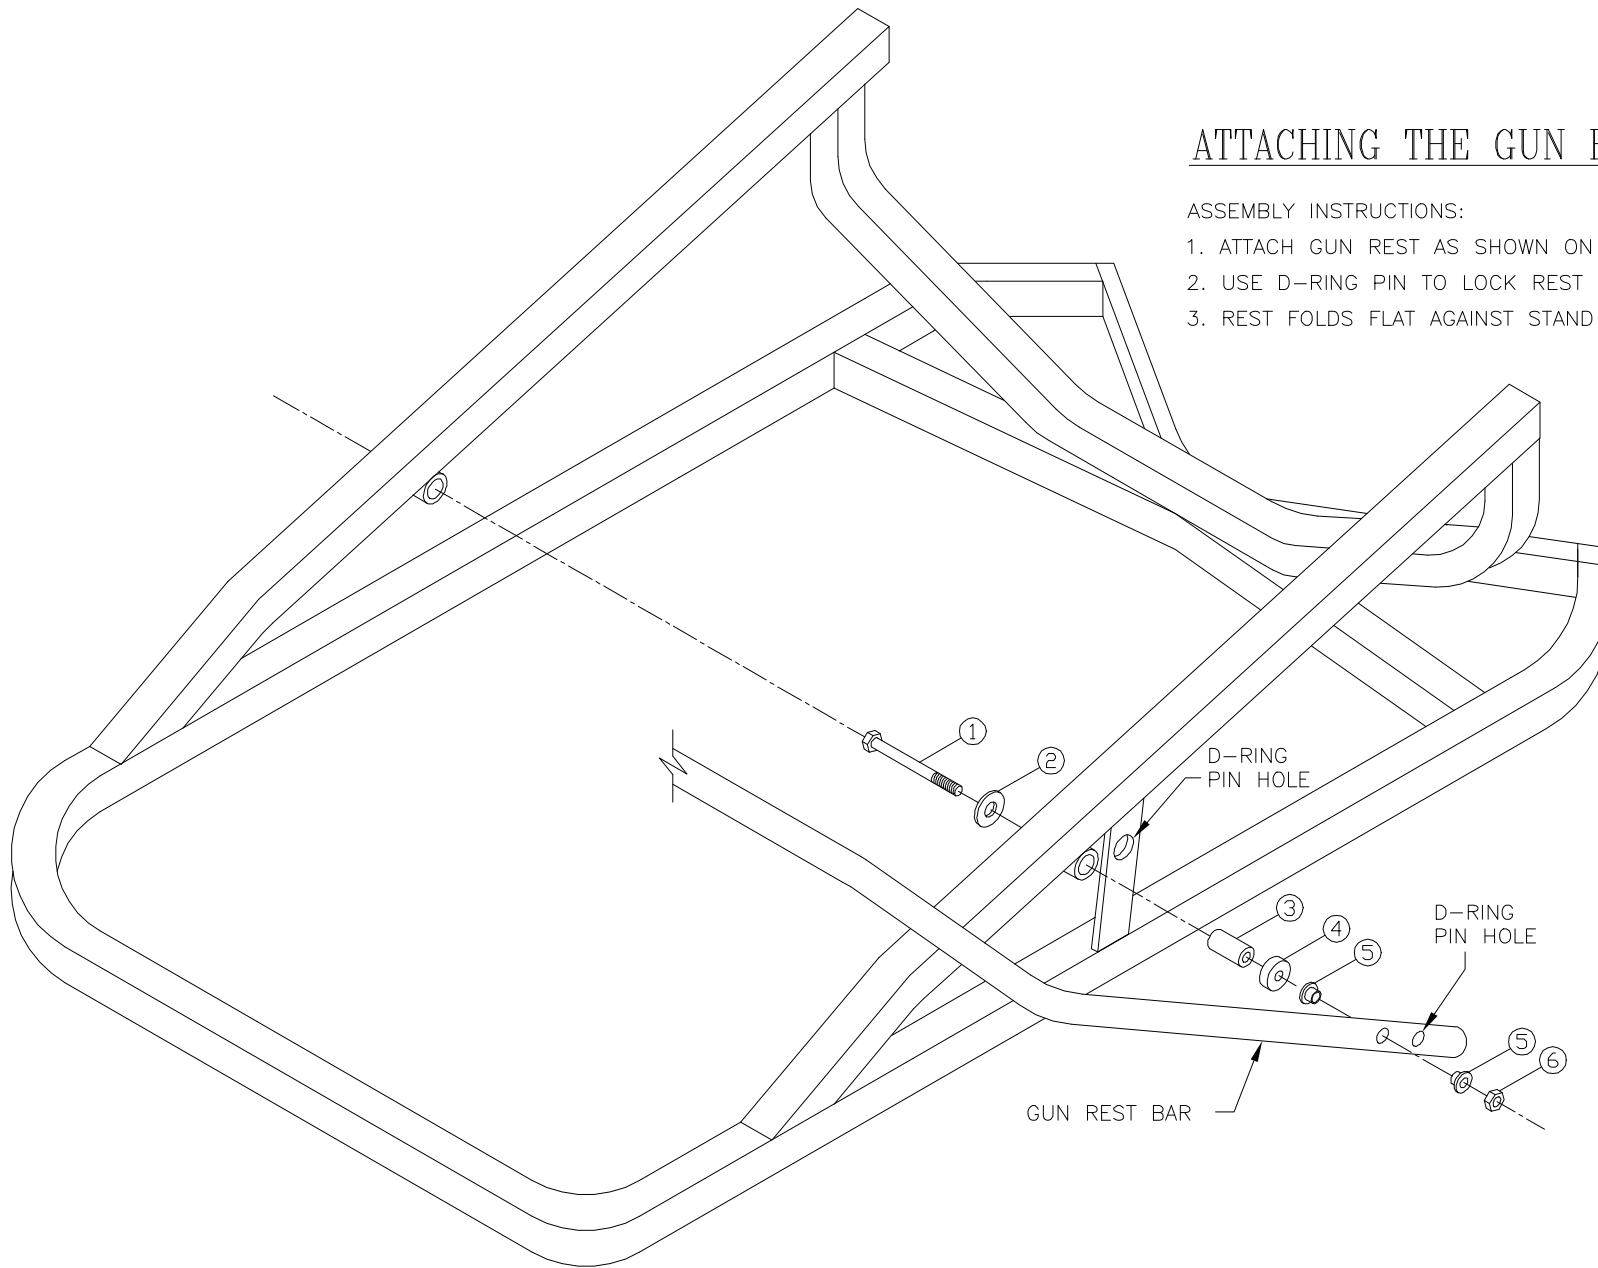 ATTACHING THE GUN
ASSEMBLY INSTRUCTIONS:
1. ATTACH GUN REST AS SHOWN ON
2. USE D-RING PIN TO LOCK REST
3. REST FOLDS FLAT AGAINST STAND
1
2
D-RING
PIN HOLE
3
4
5
D-RING
PIN HOLE
5
6
GUN REST BAR